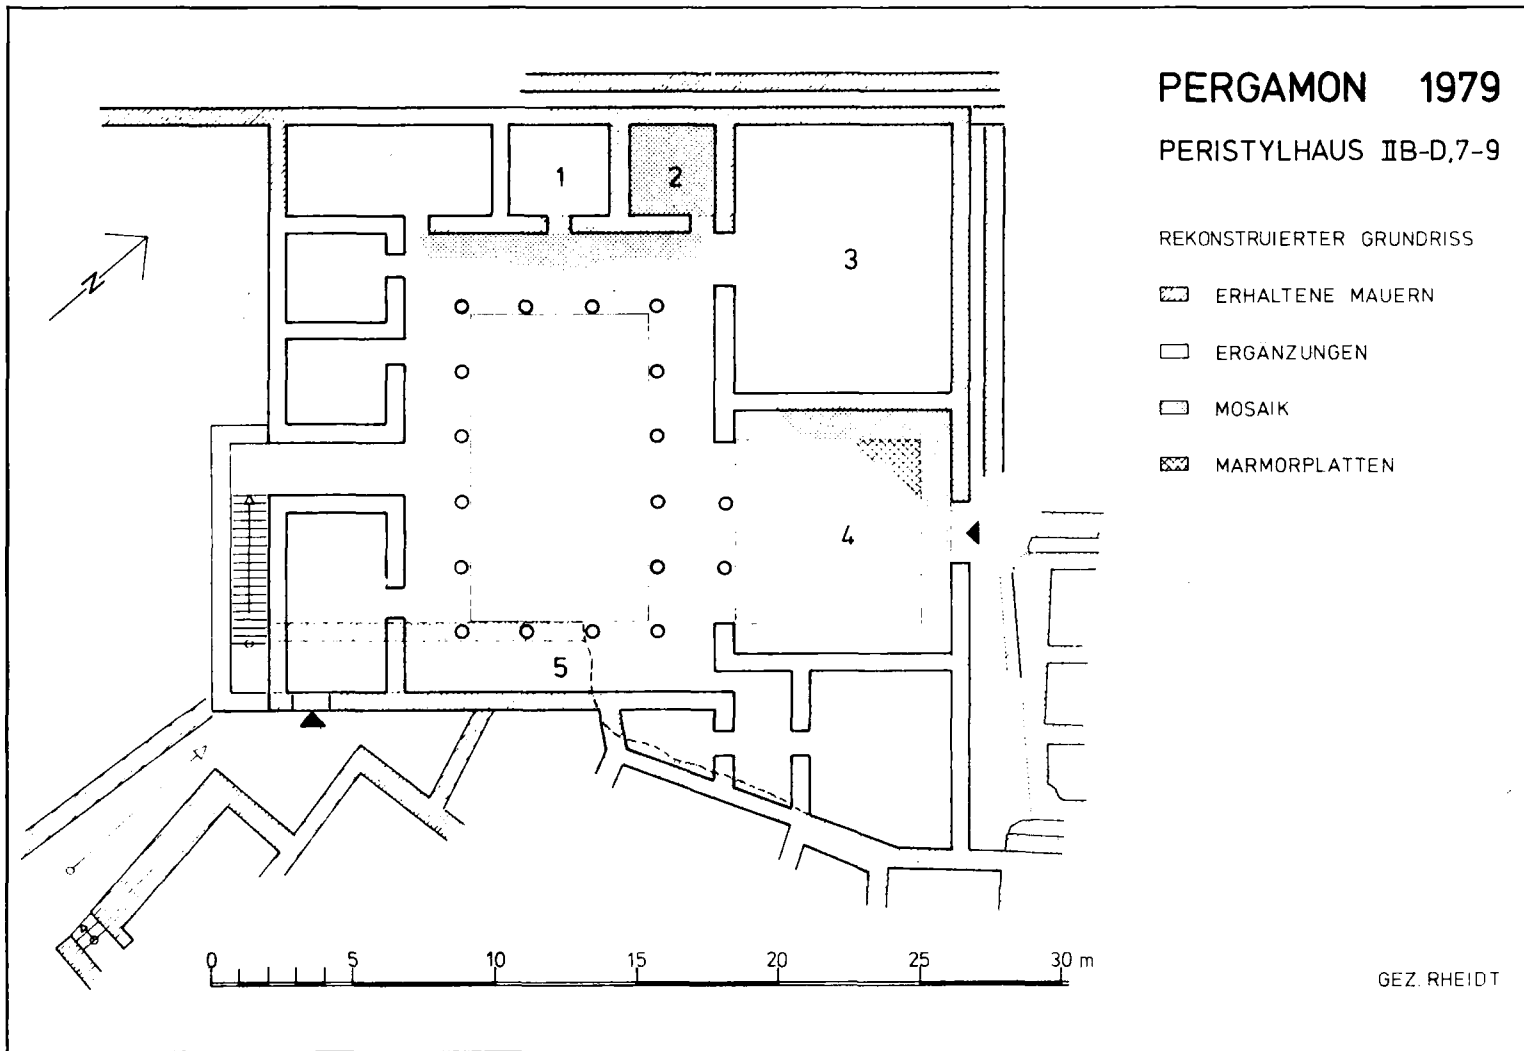 PERGAMON 1979
PERISTYLHAUS IIB-D,7-9
REKONSTRUIERTER GRUNDRISS
ERHALTENE MAUERN
ERGÄNZUNGEN
MOSAIK
MARMORPLATTEN
1
2
3
N
4
5
0 5 10 15 20 25 30 m
GEZ. RHEIDT